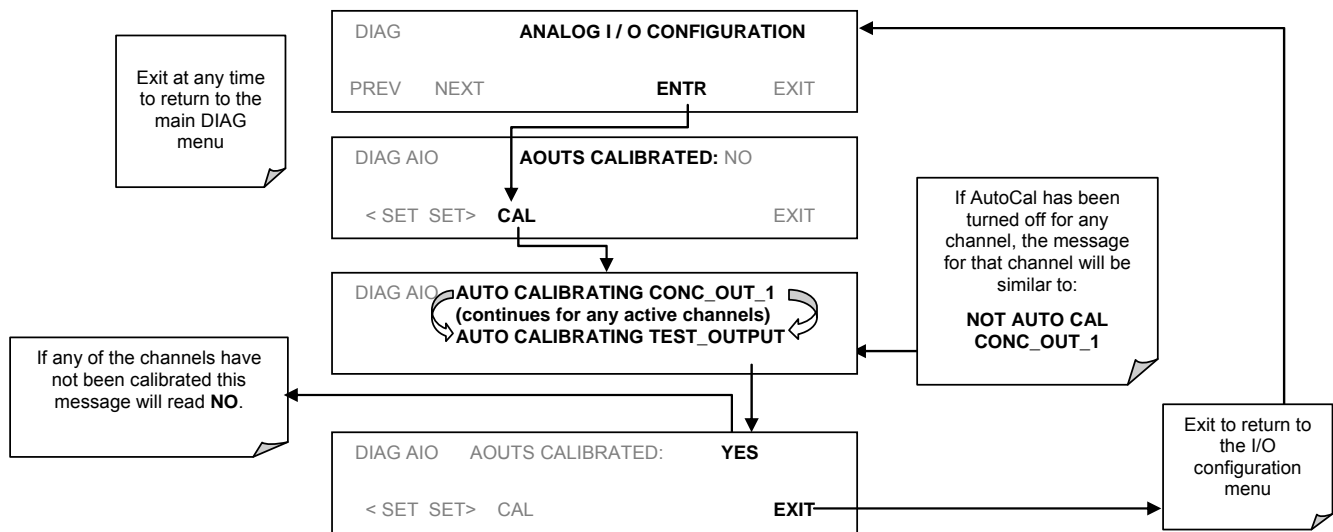 DIAG ANALOG I / O CONFIGURATION
PREV NEXT ENTR EXIT
Exit at any time
to return to the
main DIAG
menu
DIAG AIO AOUTS CALIBRATED: NO
< SET SET> CAL EXIT
If AutoCal has been
turned off for any
channel, the message
for that channel will be
similar to:
NOT AUTO CAL
CONC_OUT_1
DIAG AIO AUTO CALIBRATING CONC_OUT_1
(continues for any active channels)
AUTO CALIBRATING TEST_OUTPUT
If any of the channels have
not been calibrated this
message will read NO.
DIAG AIO AOUTS CALIBRATED: YES
< SET SET> CAL EXIT
Exit to return to
the I/O
configuration
menu